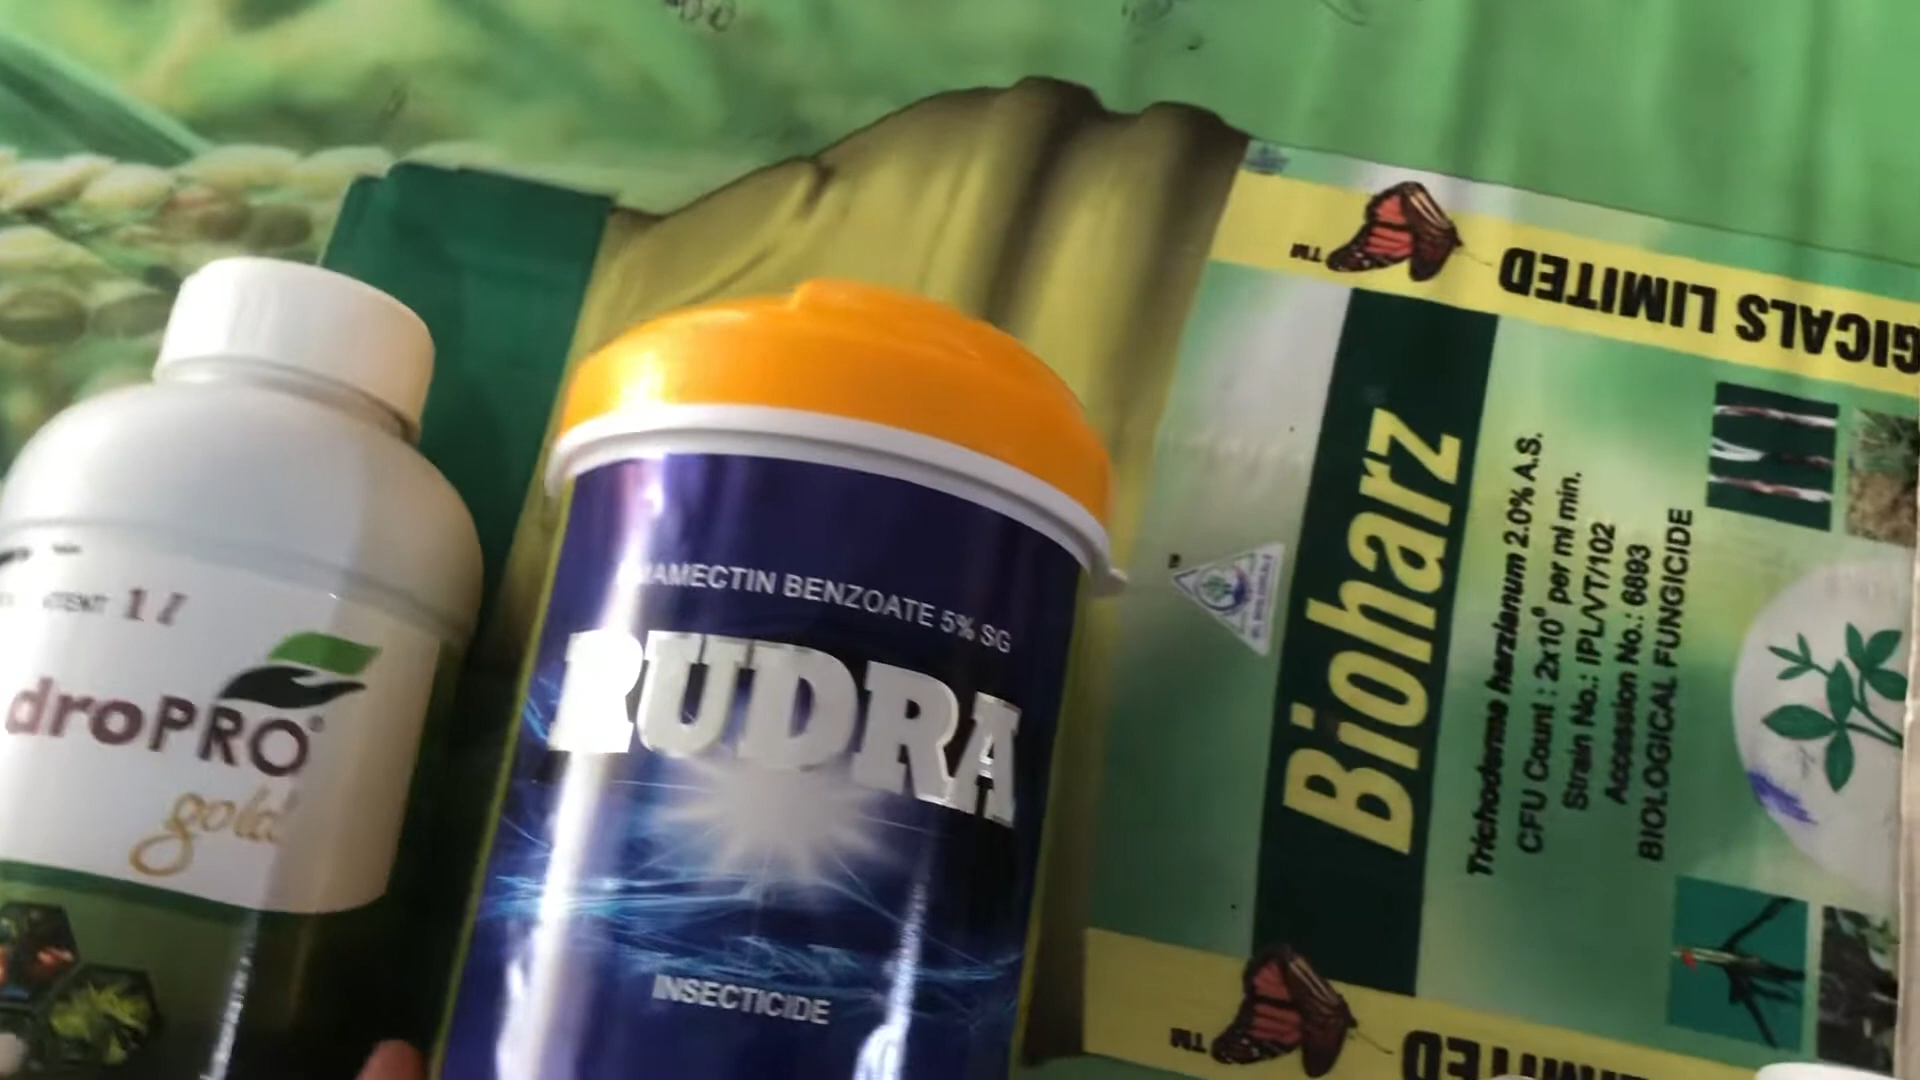 1 l
droPRO®
gold
AMECTIN BENZOATE 5% SG
RUDRA
INSECTICIDE
TM
GICALS LIMITED
Bioharz
Trichoderma harzianum 2.0% A.S.
CFU Count : 2x10⁶ per ml min.
Strain No.: IPL/VT/102
Accession No.: 6893
BIOLOGICAL FUNGICIDE
TM
LIMITED